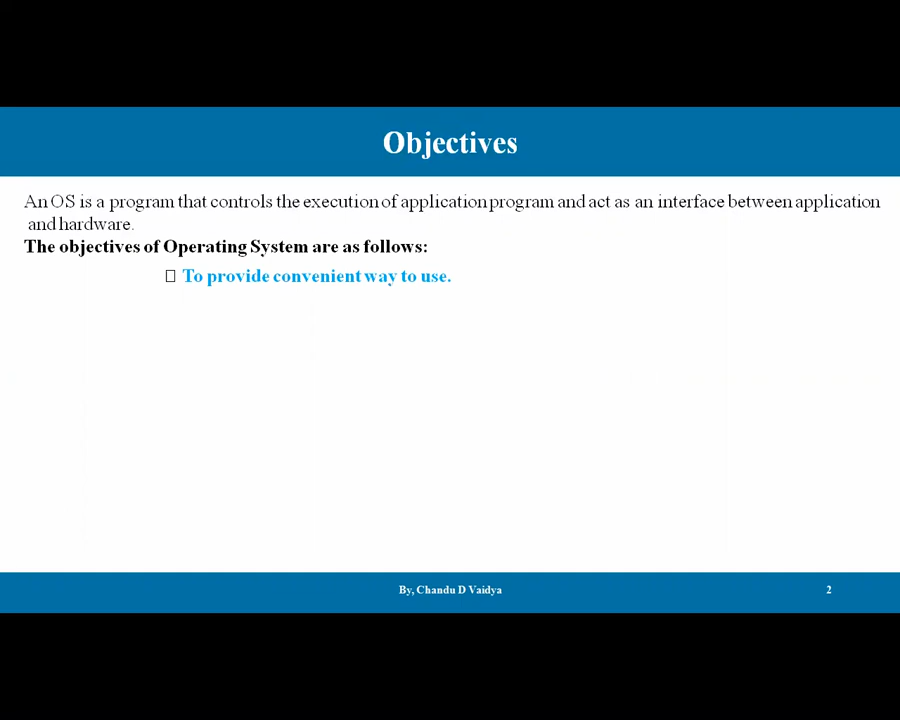 Objectives
An OS is a program that controls the execution of application program and act as an interface between application
and hardware.
The objectives of Operating System are as follows:
To provide convenient way to use.
By, Chandu D Vaidya
2